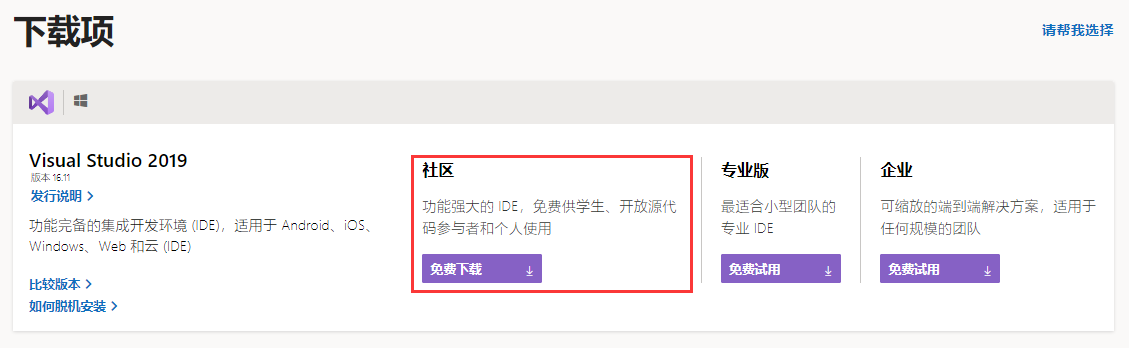 下载项
请帮我选择
Visual Studio 2019
版本 16.11
发行说明
功能完备的集成开发环境 (IDE)，适用于 Android、iOS、
Windows、Web 和云 (IDE)
比较版本
如何脱机安装
社区
功能强大的 IDE，免费供学生、开放源代
码参与者和个人使用
免费下载
专业版
最适合小型团队的
专业 IDE
免费试用
企业
可缩放的端到端解决方案，适用于
任何规模的团队
免费试用